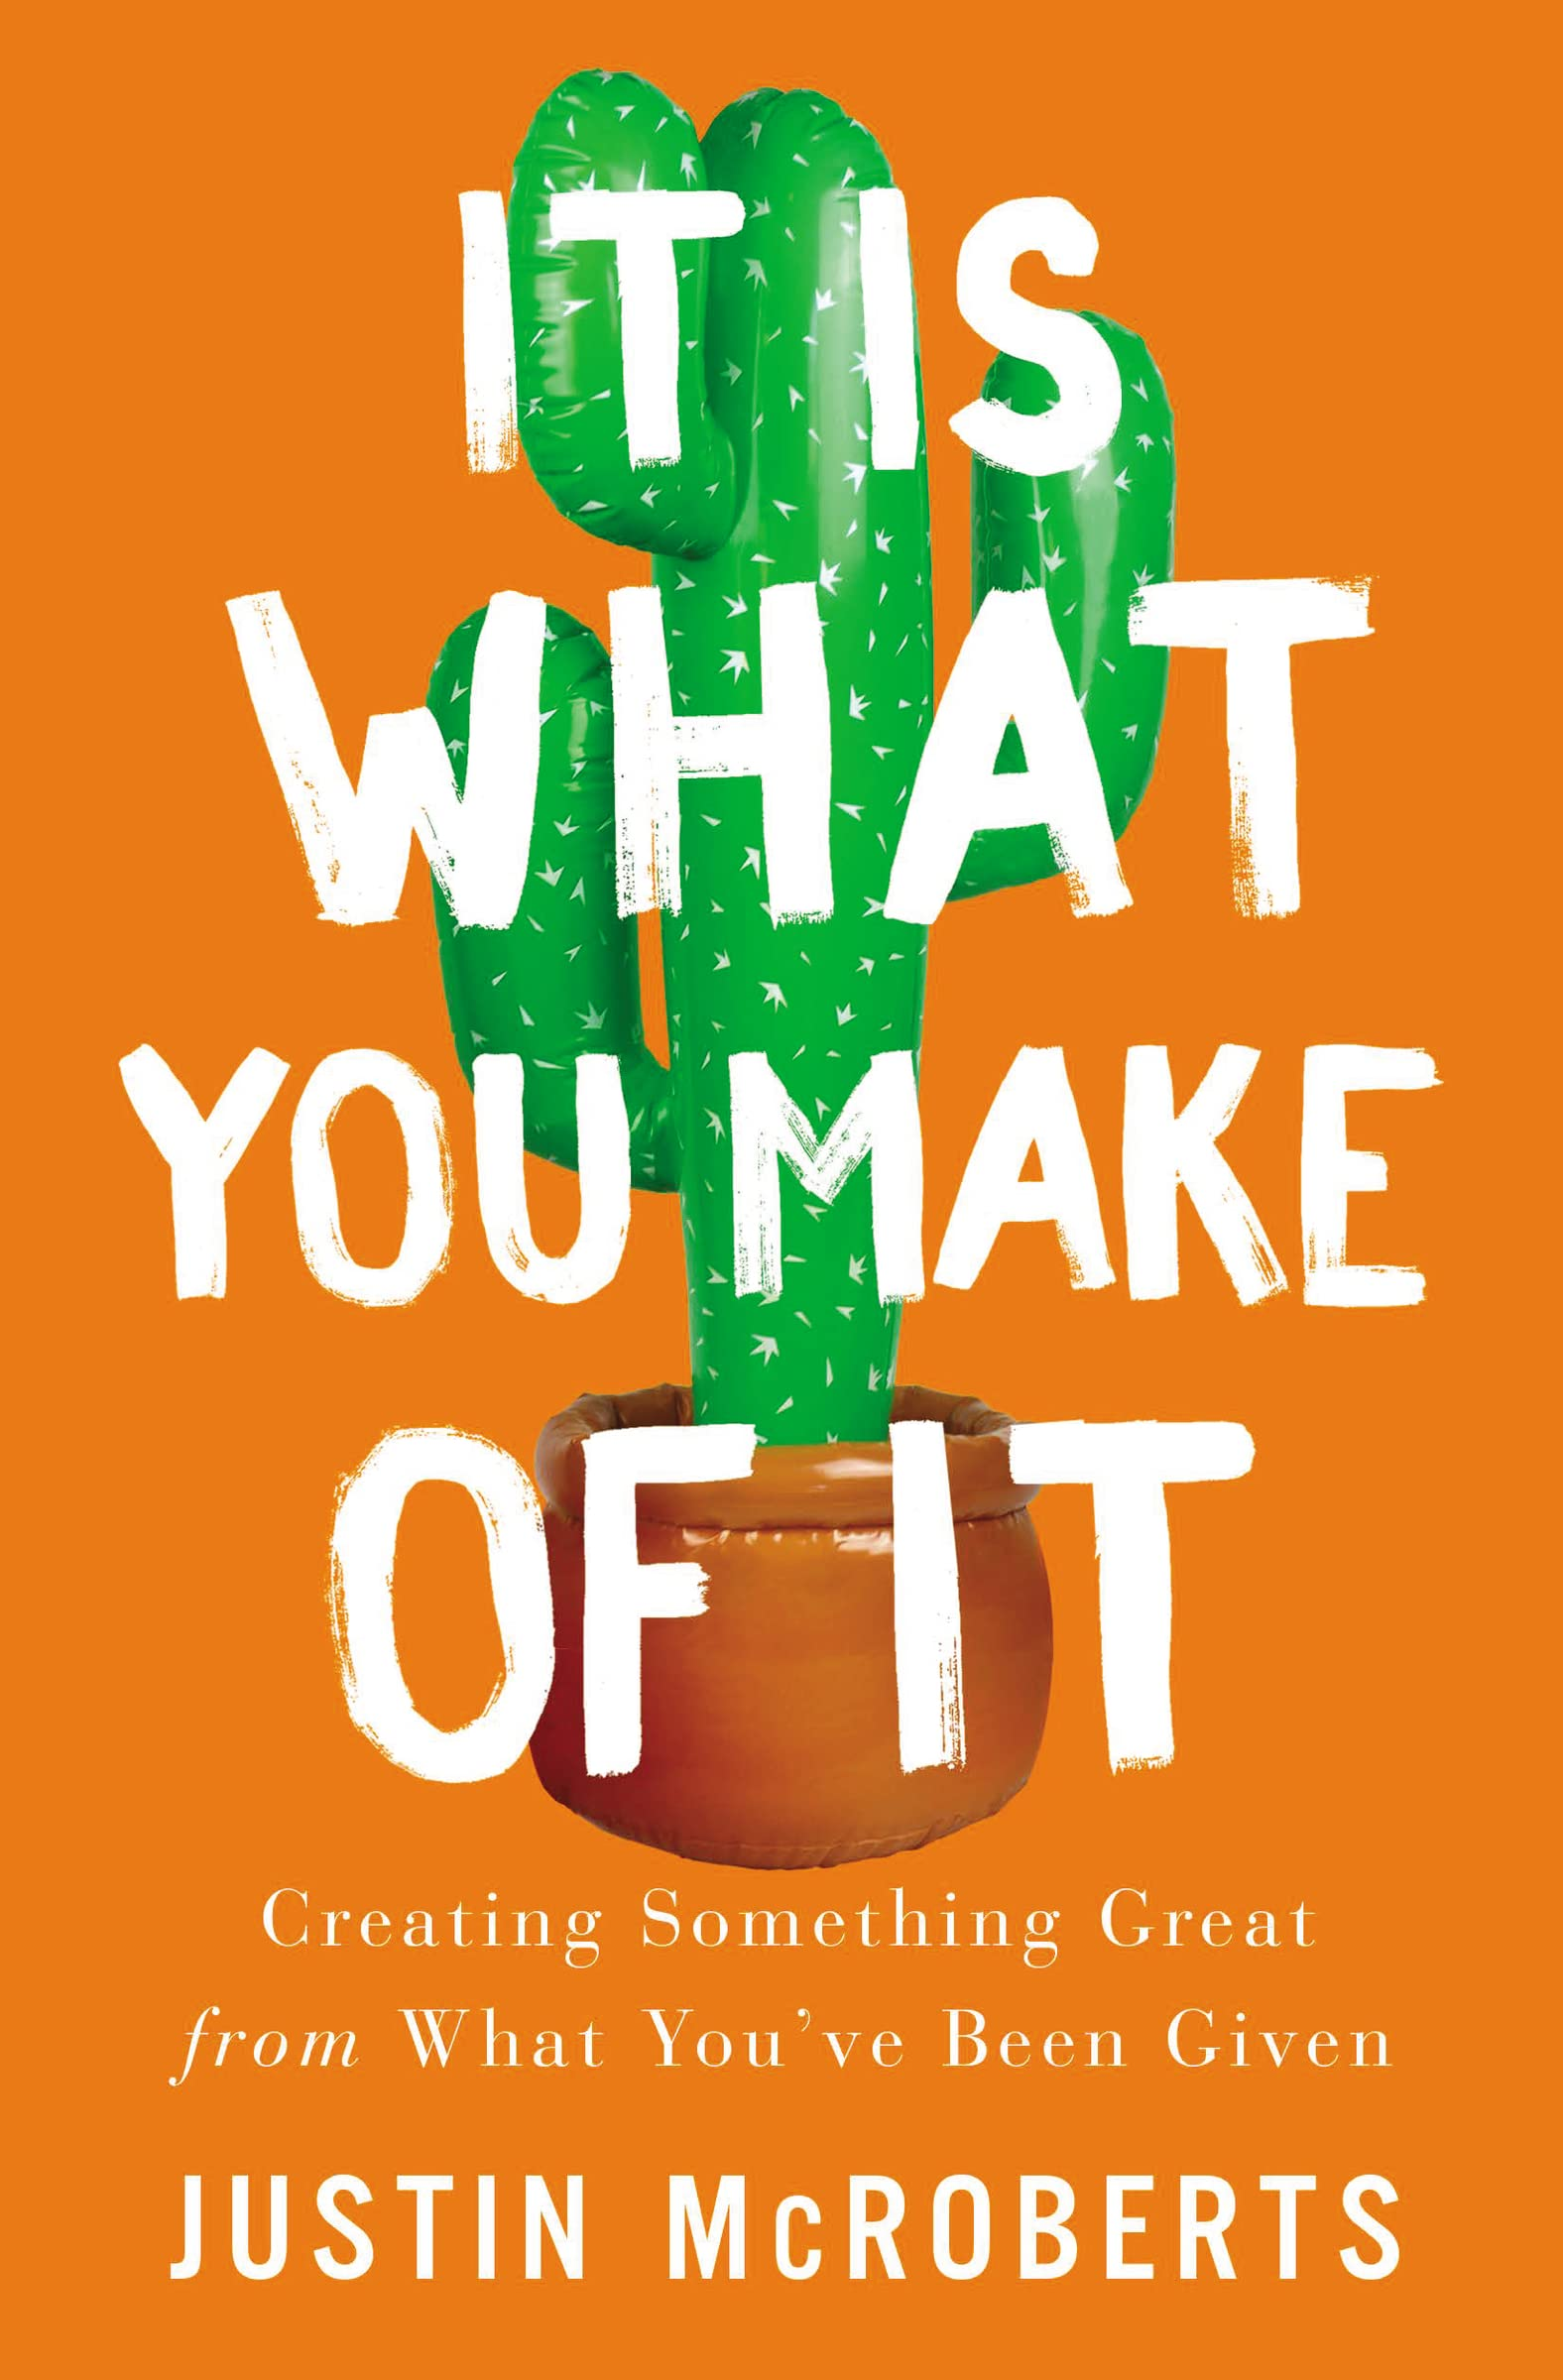 IT IS
WHAT
YOU MAKE
OF IT
Creating Something Great
from What You’ve Been Given
JUSTIN McROBERTS